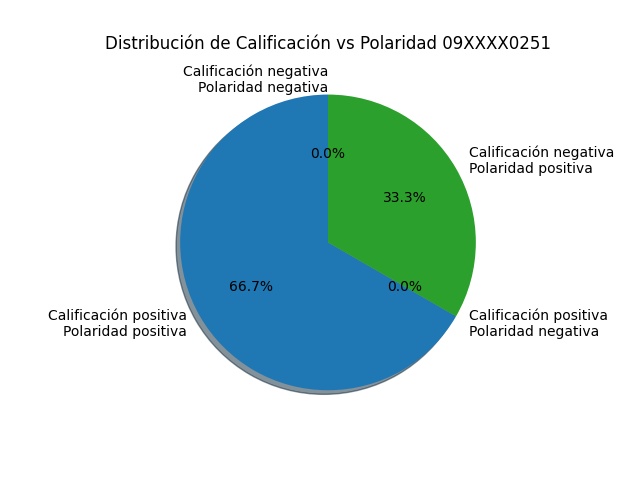 Distribución de Calificación vs Polaridad 09XXXX0251
Calificación negativa
Polaridad negativa
0.0%
Calificación negativa
Polaridad positiva
33.3%
66.7%
0.0%
Calificación positiva
Polaridad positiva
Calificación positiva
Polaridad negativa